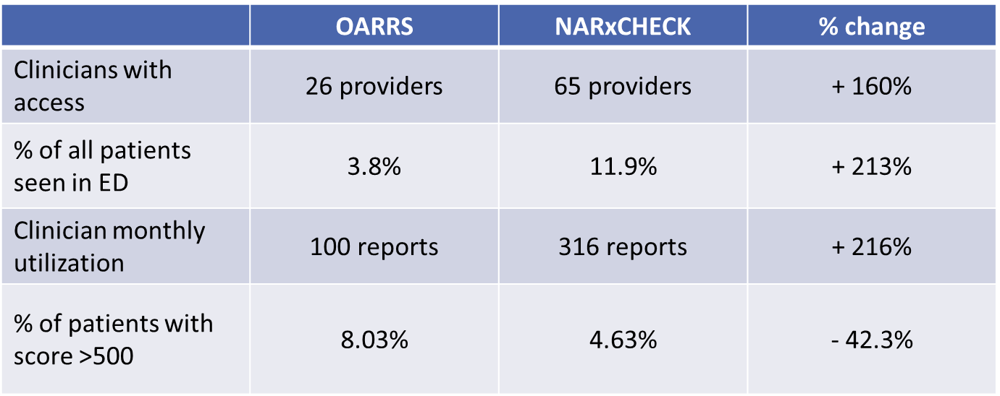 OARRS NARxCHECK % change
Clinicians with
access
26 providers 65 providers + 160%
% of all patients
seen in ED
3.8% 11.9% + 213%
Clinician monthly
utilization
100 reports 316 reports + 216%
% of patients with
score >500
8.03% 4.63% - 42.3%